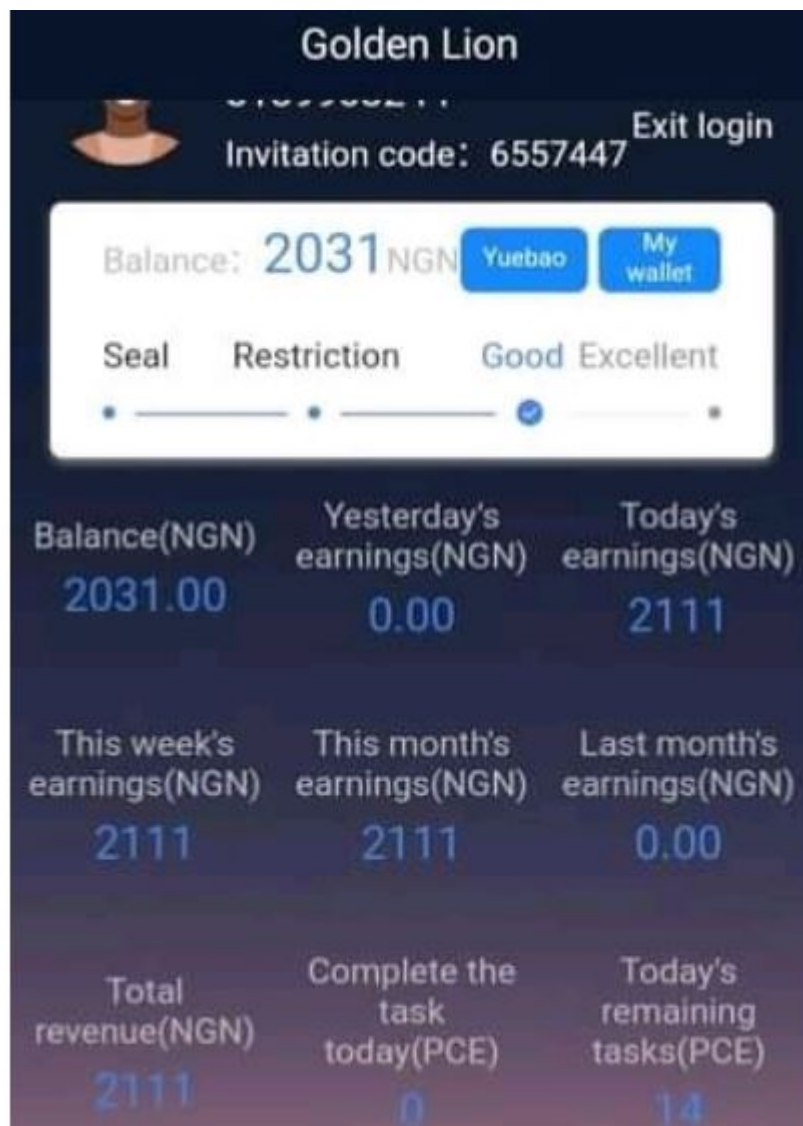 Golden Lion
Invitation code：6557447
Exit login
Balance：2031 NGN
Yuebao
My
wallet
Seal Restriction Good Excellent
Balance(NGN)
2031.00
Yesterday's
earnings(NGN)
0.00
Today's
earnings(NGN)
2111
This week's
earnings(NGN)
2111
This month's
earnings(NGN)
2111
Last month's
earnings(NGN)
0.00
Total
revenue(NGN)
2111
Complete the
task
today(PCE)
0
Today's
remaining
tasks(PCE)
14